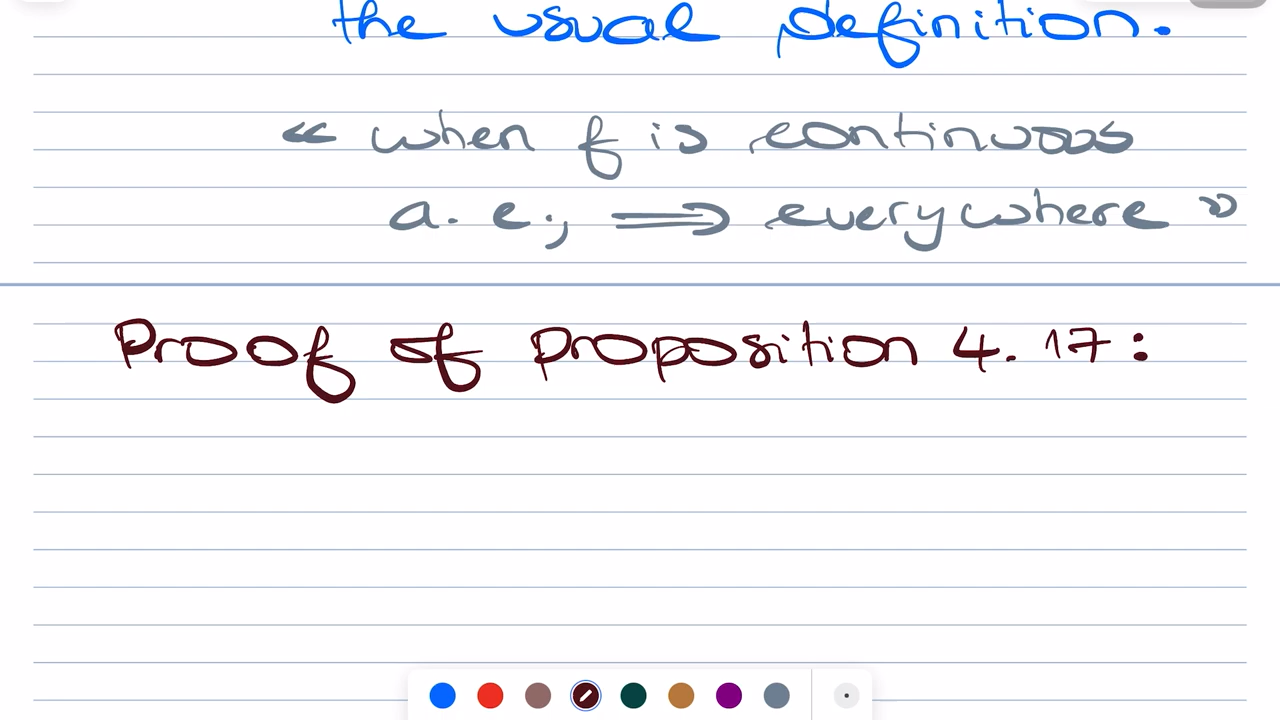 the usual definition.
« when f is continuous
a. e., ⟹ everywhere »
Proof of proposition 4.17: